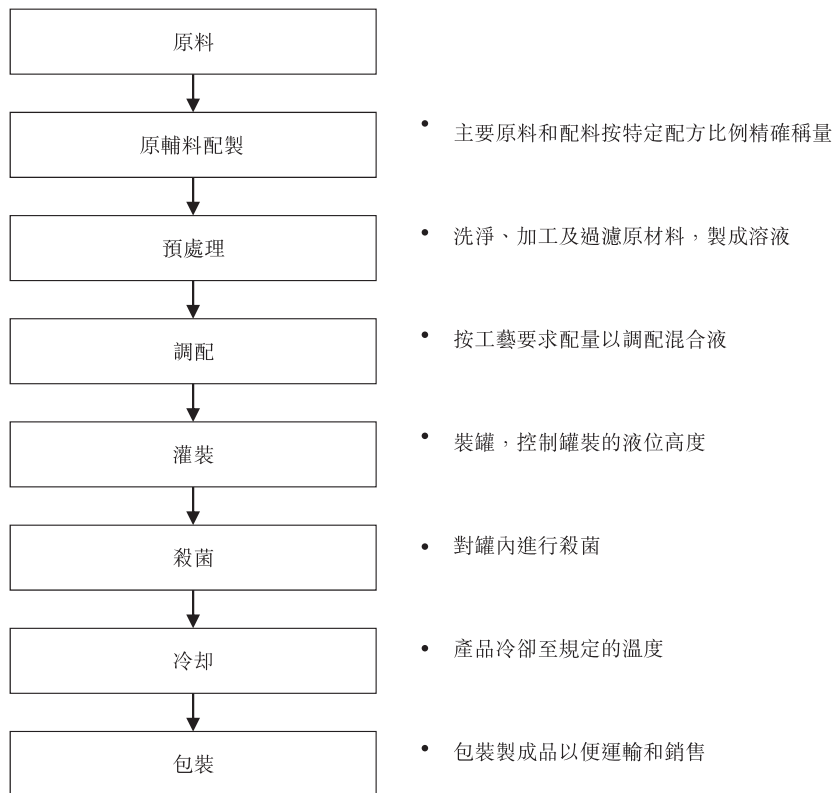 原料
原輔料配製
• 主要原料和配料按特定配方比例精確稱量
預處理
• 洗淨、加工及過濾原材料，製成溶液
調配
• 按工藝要求配量以調配混合液
灌裝
• 裝罐，控制罐裝的液位高度
殺菌
• 對罐內進行殺菌
冷却
• 產品冷卻至規定的溫度
包裝
• 包裝製成品以便運輸和銷售